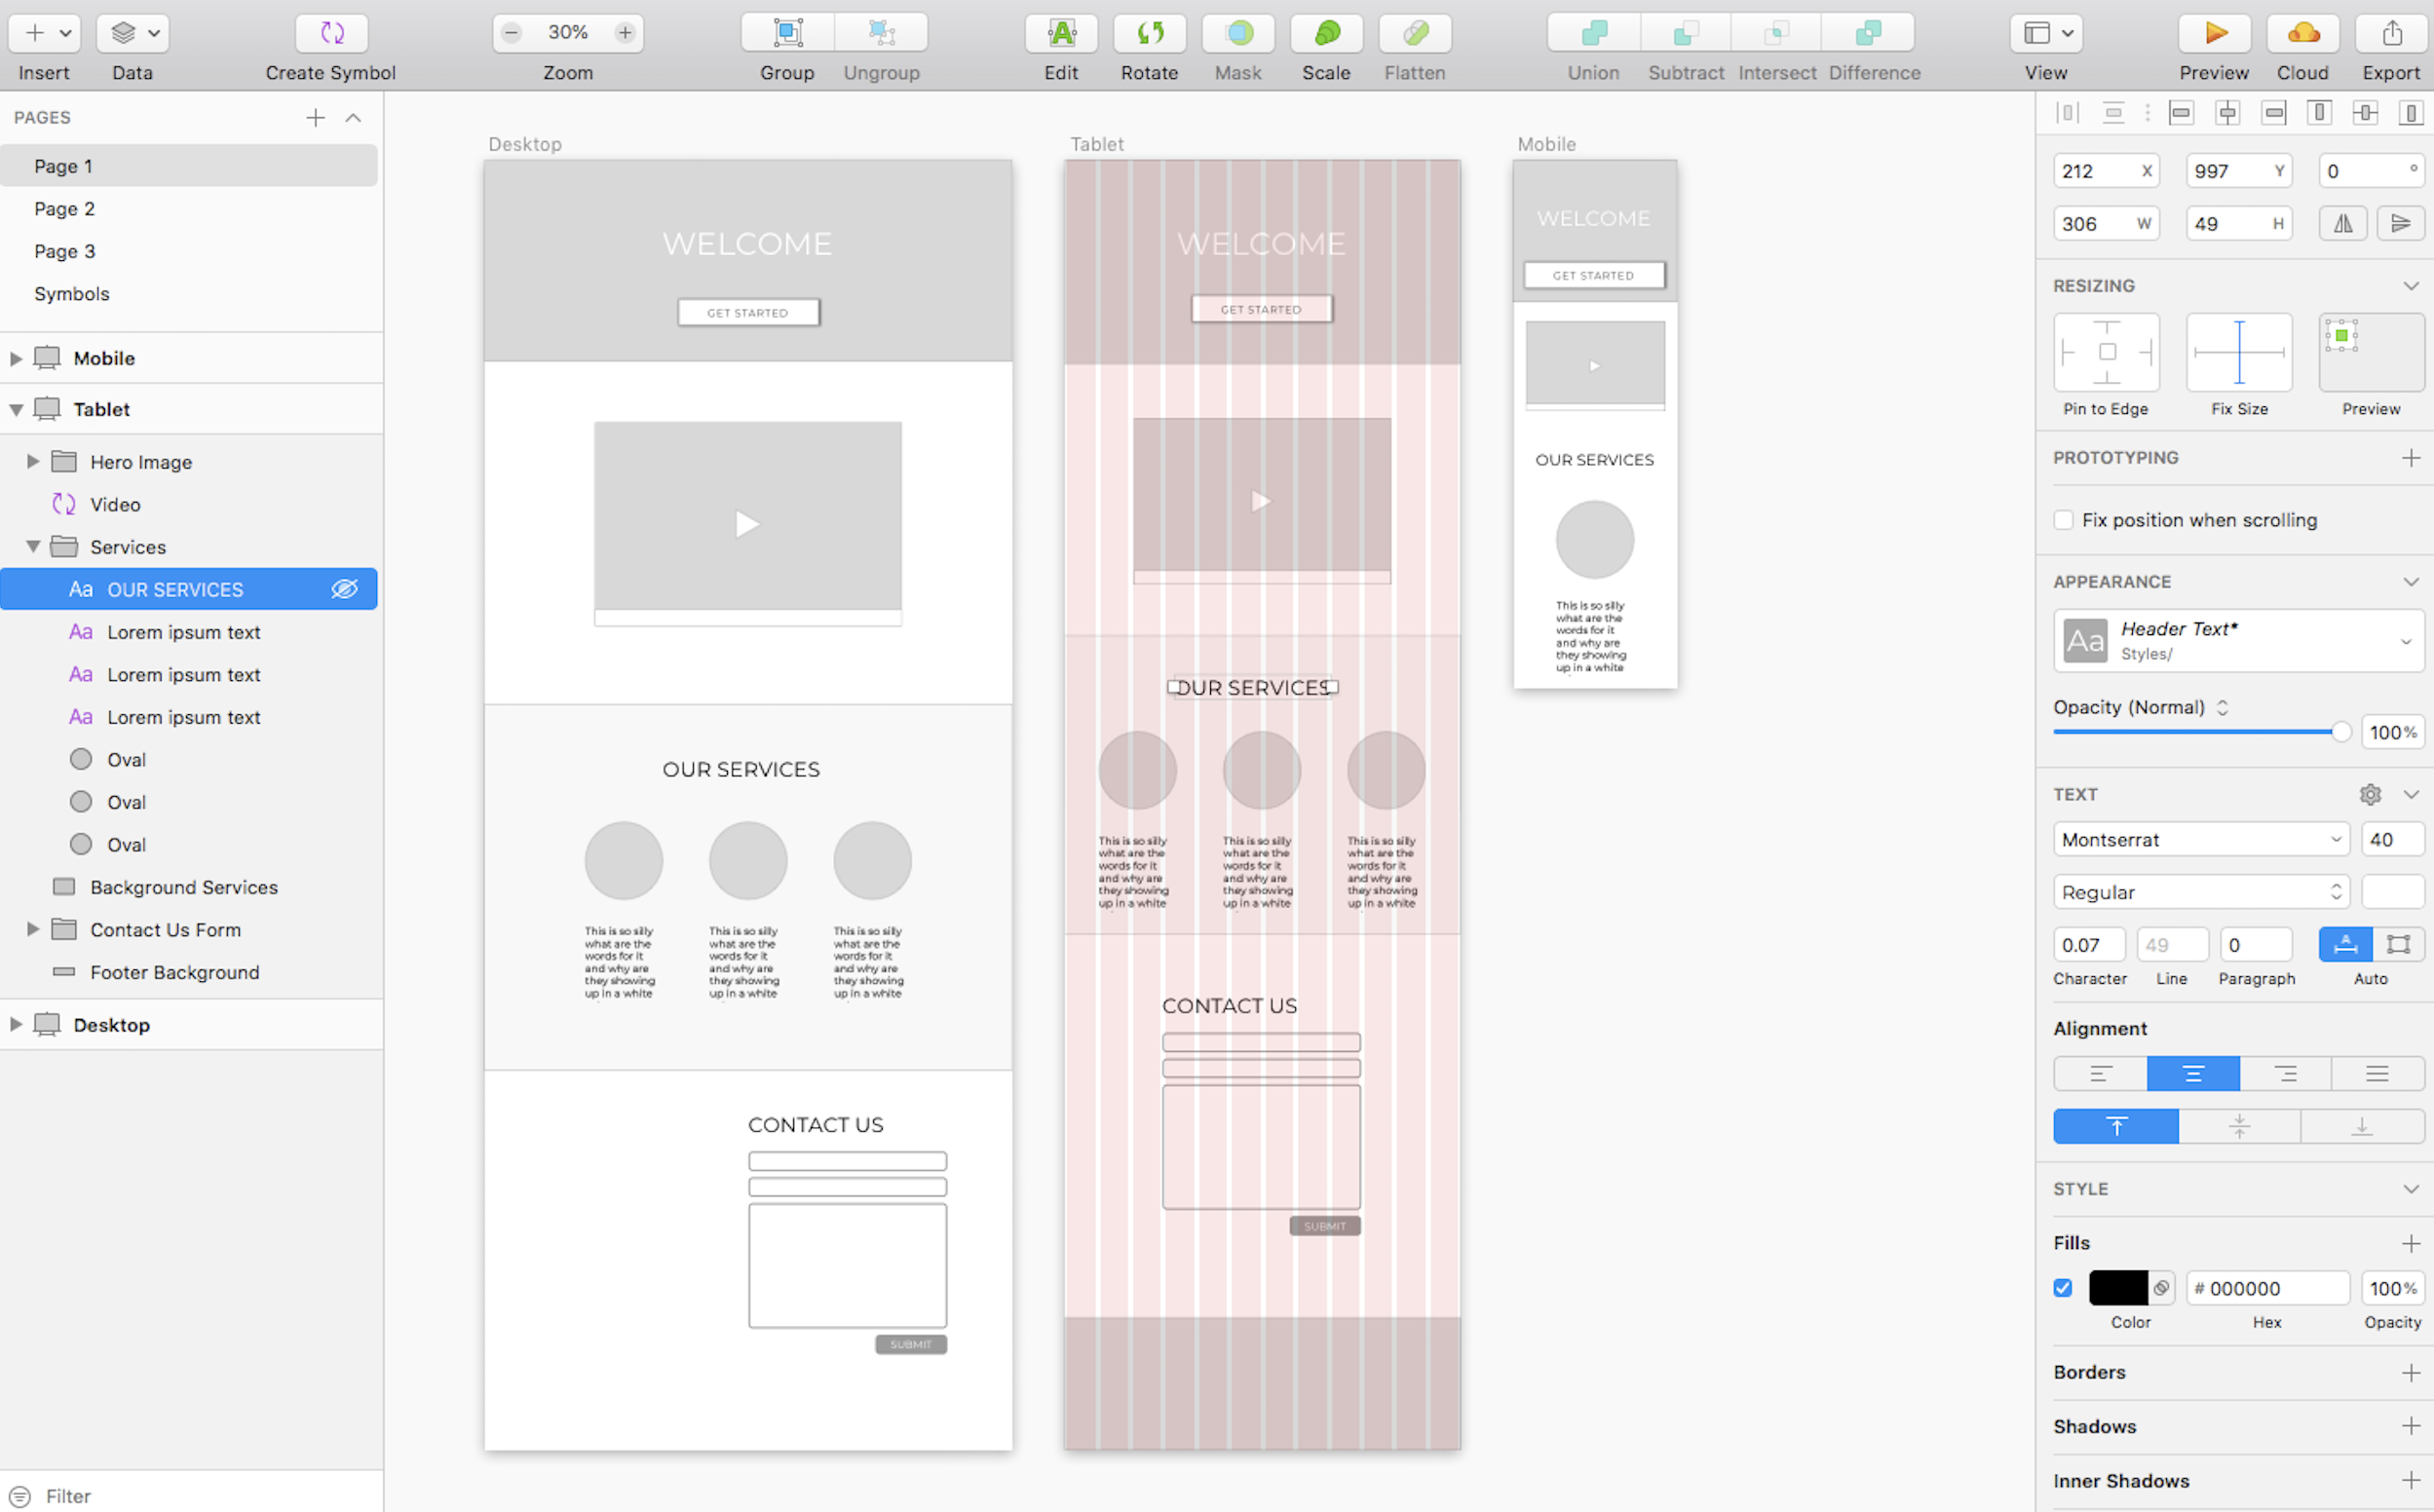 Insert
Data
Create Symbol
30%
Zoom
Group
Ungroup
Edit
Rotate
Mask
Scale
Flatten
Union
Subtract
Intersect
Difference
View
Preview
Cloud
Export
PAGES
Page 1
Page 2
Page 3
Symbols
Mobile
Tablet
Hero Image
Video
Services
Aa OUR SERVICES
Aa Lorem ipsum text
Aa Lorem ipsum text
Aa Lorem ipsum text
Oval
Oval
Oval
Background Services
Contact Us Form
Footer Background
Desktop
Filter
Desktop
WELCOME
GET STARTED
OUR SERVICES
This is so silly
what are the
words for it
and why are
they showing
up in a white
This is so silly
what are the
words for it
and why are
they showing
up in a white
This is so silly
what are the
words for it
and why are
they showing
up in a white
CONTACT US
SUBMIT
Tablet
WELCOME
GET STARTED
OUR SERVICES
This is so silly
what are the
words for it
and why are
they showing
up in a white
This is so silly
what are the
words for it
and why are
they showing
up in a white
This is so silly
what are the
words for it
and why are
they showing
up in a white
CONTACT US
SUBMIT
Mobile
WELCOME
GET STARTED
OUR SERVICES
This is so silly
what are the
words for it
and why are
they showing
up in a white
212 X
997 Y
0 °
306 W
49 H
RESIZING
Pin to Edge
Fix Size
Preview
PROTOTYPING
Fix position when scrolling
APPEARANCE
Aa
Header Text*
Styles/
Opacity (Normal)
100%
TEXT
Montserrat
40
Regular
0.07
49
0
A
Character
Line
Paragraph
Auto
Alignment
STYLE
Fills
# 000000
100%
Color
Hex
Opacity
Borders
Shadows
Inner Shadows